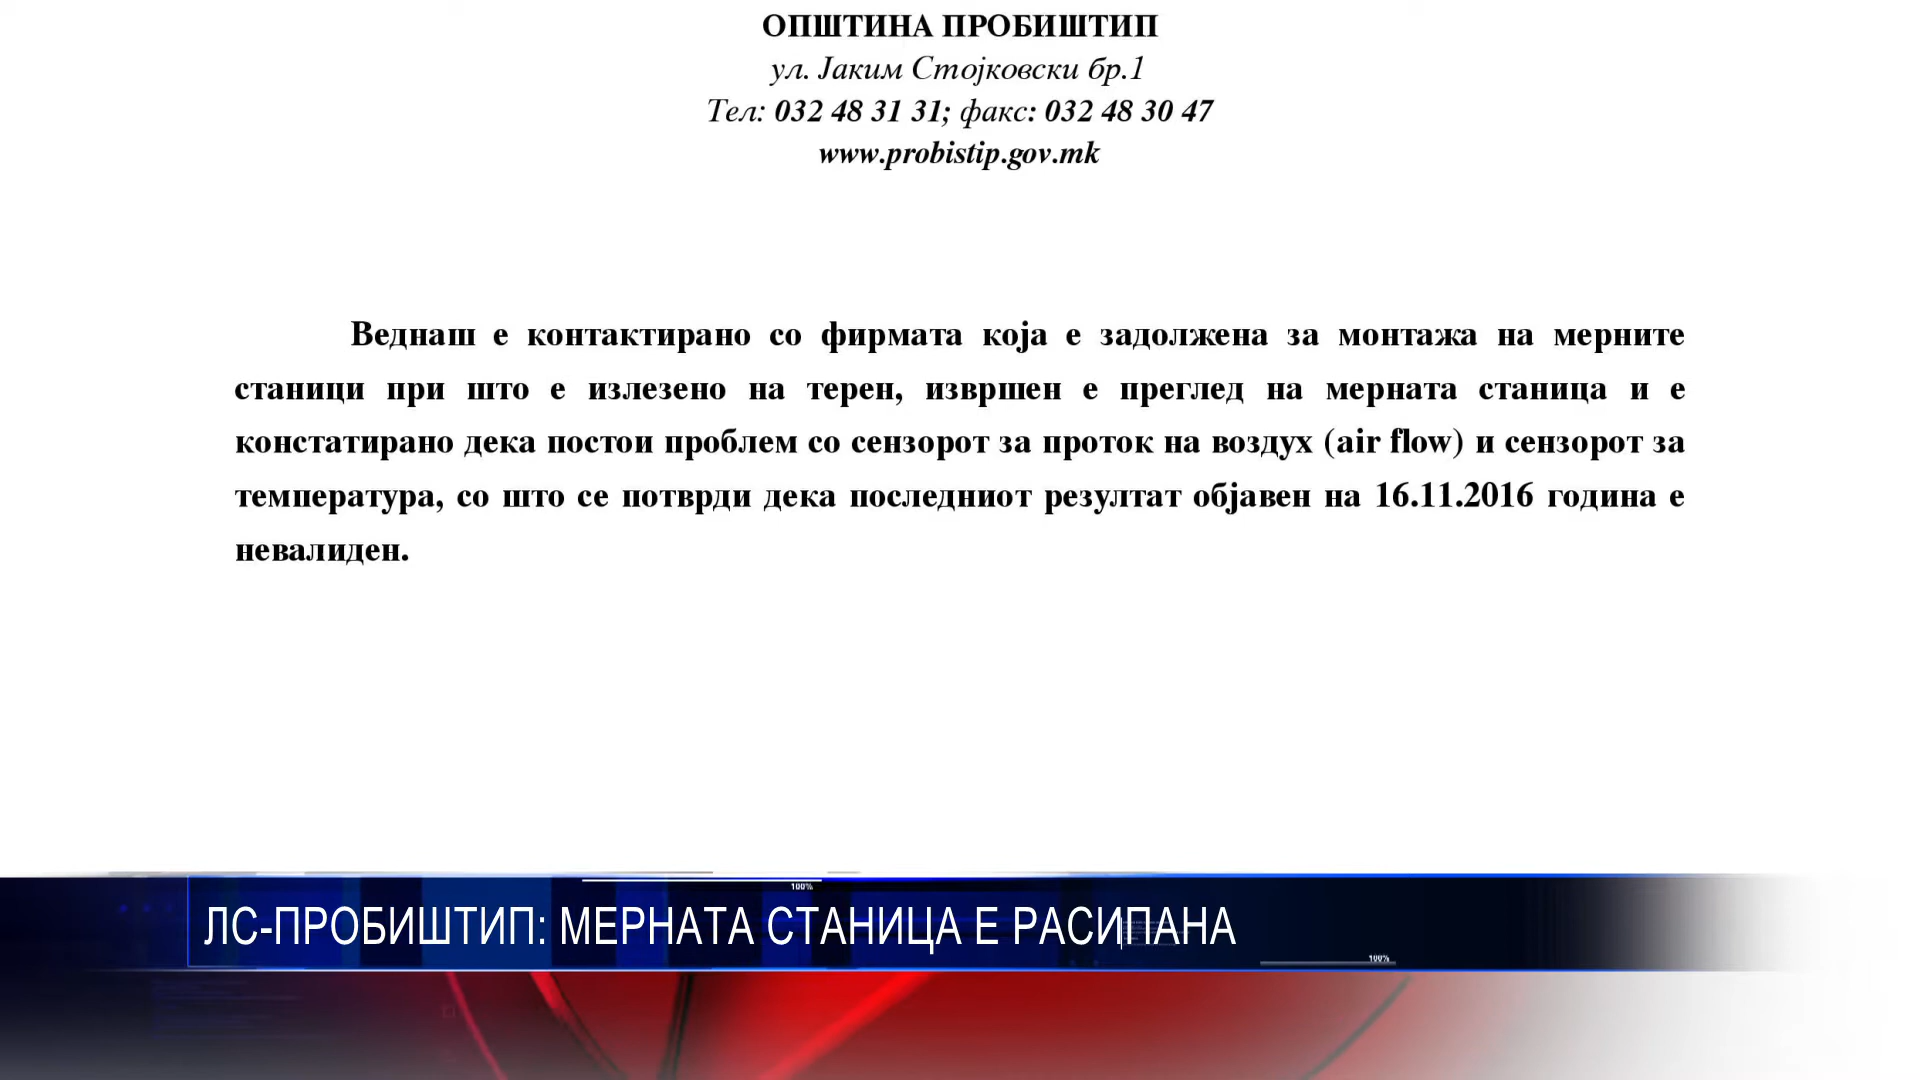 ОПШТИНА ПРОБИШТИП
ул. Јаким Стојковски бр.1
Тел: 032 48 31 31; факс: 032 48 30 47
www.probistip.gov.mk
Веднаш е контактирано со фирмата која е задолжена за монтажа на мерните
станици при што е излезено на терен, извршен е преглед на мерната станица и е
констатирано дека постои проблем со сензорот за проток на воздух (air flow) и сензорот за
температура, со што се потврди дека последниот резултат објавен на 16.11.2016 година е
невалиден.
100%
ЛС-ПРОБИШТИП: МЕРНАТА СТАНИЦА Е РАСИПАНА
100%